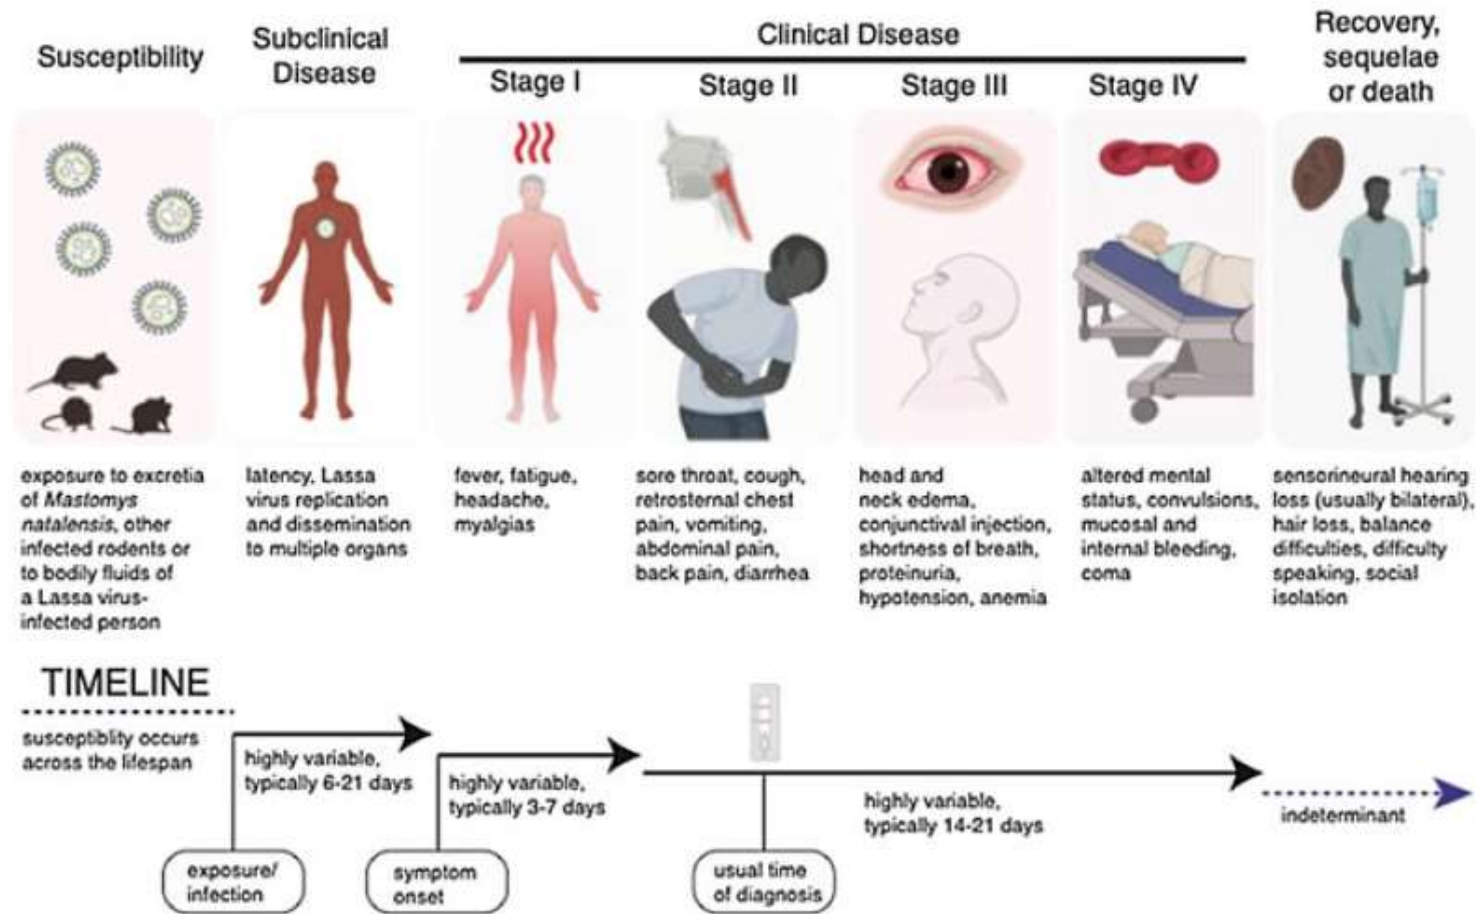 Susceptibility
Subclinical
Disease
Clinical Disease
Stage I
Stage II
Stage III
Stage IV
Recovery,
sequelae
or death
exposure to excretia
of Mastomys
natalensis, other
infected rodents or
to bodily fluids of
a Lassa virus-
infected person
latency, Lassa
virus replication
and dissemination
to multiple organs
fever, fatigue,
headache,
myalgias
sore throat, cough,
retrosternal chest
pain, vomiting,
abdominal pain,
back pain, diarrhea
head and
neck edema,
conjunctival injection,
shortness of breath,
proteinuria,
hypotension, anemia
altered mental
status, convulsions,
mucosal and
internal bleeding,
coma
sensorineural hearing
loss (usually bilateral),
hair loss, balance
difficulties, difficulty
speaking, social
isolation
TIMELINE
susceptiblity occurs
across the lifespan
highly variable,
typically 6-21 days
highly variable,
typically 3-7 days
highly variable,
typically 14-21 days
indeterminant
exposure/
infection
symptom
onset
usual time
of diagnosis